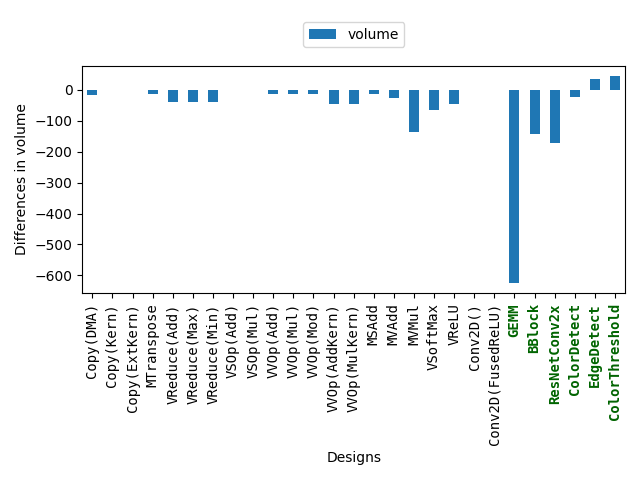 volume
Differences in volume
0
−100
−200
−300
−400
−500
−600
Copy(DMA)
Copy(Kern)
Copy(ExtKern)
MTranspose
VReduce(Add)
VReduce(Max)
VReduce(Min)
VSOp(Add)
VSOp(Mul)
VVOp(Add)
VVOp(Mul)
VVOp(Mod)
VVOp(AddKern)
VVOp(MulKern)
MSAdd
MVAdd
MVMul
VSoftMax
VReLU
Conv2D()
Conv2D(FusedReLU)
GEMM
BBlock
ResNetConv2x
ColorDetect
EdgeDetect
ColorThreshold
Designs